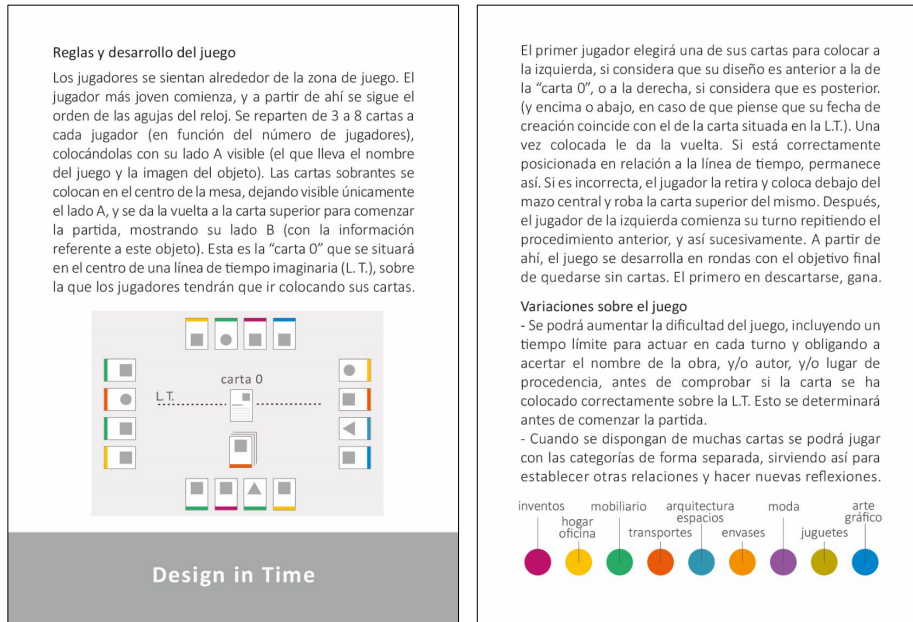 Reglas y desarrollo del juego
Los jugadores se sientan alrededor de la zona de juego. El
jugador más joven comienza, y a partir de ahí se sigue el
orden de las agujas del reloj. Se reparten de 3 a 8 cartas a
cada jugador (en función del número de jugadores),
colocándolas con su lado A visible (el que lleva el nombre
del juego y la imagen del objeto). Las cartas sobrantes se
colocan en el centro de la mesa, dejando visible únicamente
el lado A, y se da la vuelta a la carta superior para comenzar
la partida, mostrando su lado B (con la información
referente a este objeto). Esta es la “carta 0” que se situará
en el centro de una línea de tiempo imaginaria (L. T.), sobre
la que los jugadores tendrán que ir colocando sus cartas.
carta 0
L.T.
Design in Time
El primer jugador elegirá una de sus cartas para colocar a
la izquierda, si considera que su diseño es anterior a la de
la “carta 0”, o a la derecha, si considera que es posterior.
(y encima o abajo, en caso de que piense que su fecha de
creación coincide con el de la carta situada en la L.T.). Una
vez colocada le da la vuelta. Si está correctamente
posicionada en relación a la línea de tiempo, permanece
así. Si es incorrecta, el jugador la retira y coloca debajo del
mazo central y roba la carta superior del mismo. Después,
el jugador de la izquierda comienza su turno repitiendo el
procedimiento anterior, y así sucesivamente. A partir de
ahí, el juego se desarrolla en rondas con el objetivo final
de quedarse sin cartas. El primero en descartarse, gana.
Variaciones sobre el juego
- Se podrá aumentar la dificultad del juego, incluyendo un
tiempo límite para actuar en cada turno y obligando a
acertar el nombre de la obra, y/o autor, y/o lugar de
procedencia, antes de comprobar si la carta se ha
colocado correctamente sobre la L.T. Esto se determinará
antes de comenzar la partida.
- Cuando se dispongan de muchas cartas se podrá jugar
con las categorías de forma separada, sirviendo así para
establecer otras relaciones y hacer nuevas reflexiones.
inventos
hogar
oficina
mobiliario
transportes
arquitectura
espacios
envases
moda
juguetes
arte
gráfico